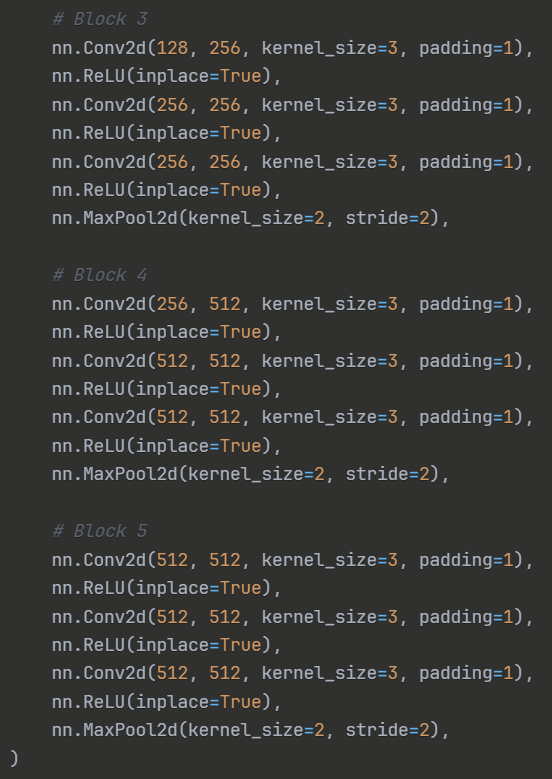 # Block 3
nn.Conv2d(128, 256, kernel_size=3, padding=1),
nn.ReLU(inplace=True),
nn.Conv2d(256, 256, kernel_size=3, padding=1),
nn.ReLU(inplace=True),
nn.Conv2d(256, 256, kernel_size=3, padding=1),
nn.ReLU(inplace=True),
nn.MaxPool2d(kernel_size=2, stride=2),

# Block 4
nn.Conv2d(256, 512, kernel_size=3, padding=1),
nn.ReLU(inplace=True),
nn.Conv2d(512, 512, kernel_size=3, padding=1),
nn.ReLU(inplace=True),
nn.Conv2d(512, 512, kernel_size=3, padding=1),
nn.ReLU(inplace=True),
nn.MaxPool2d(kernel_size=2, stride=2),

# Block 5
nn.Conv2d(512, 512, kernel_size=3, padding=1),
nn.ReLU(inplace=True),
nn.Conv2d(512, 512, kernel_size=3, padding=1),
nn.ReLU(inplace=True),
nn.Conv2d(512, 512, kernel_size=3, padding=1),
nn.ReLU(inplace=True),
nn.MaxPool2d(kernel_size=2, stride=2),
)